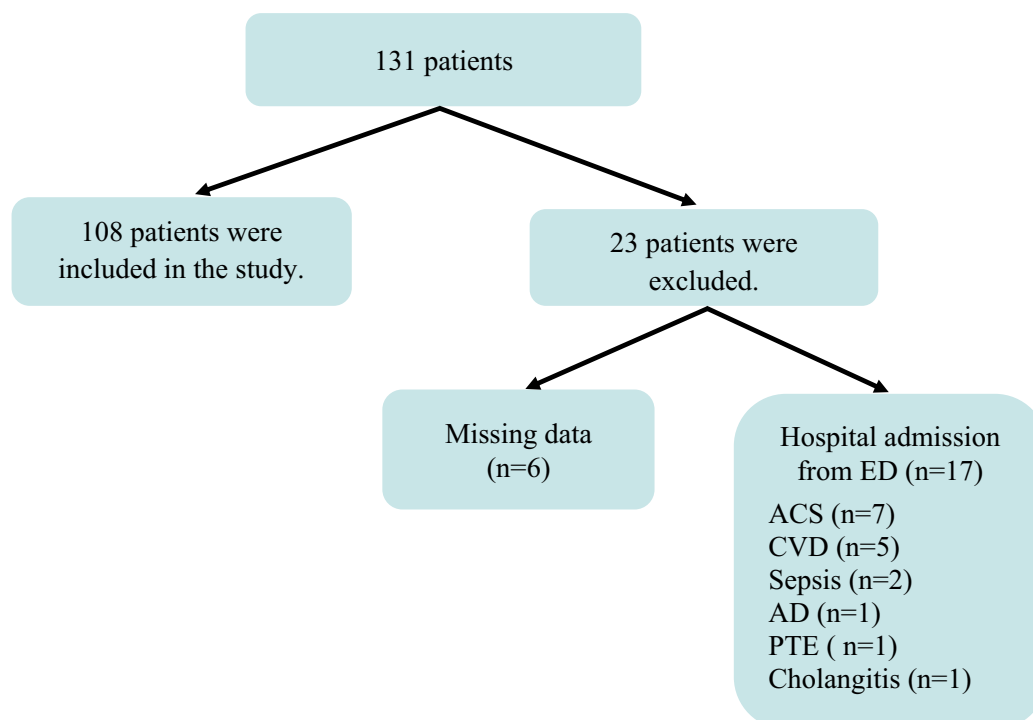 131 patients
108 patients were
included in the study.
23 patients were
excluded.
Missing data
(n=6)
Hospital admission
from ED (n=17)
ACS (n=7)
CVD (n=5)
Sepsis (n=2)
AD (n=1)
PTE ( n=1)
Cholangitis (n=1)